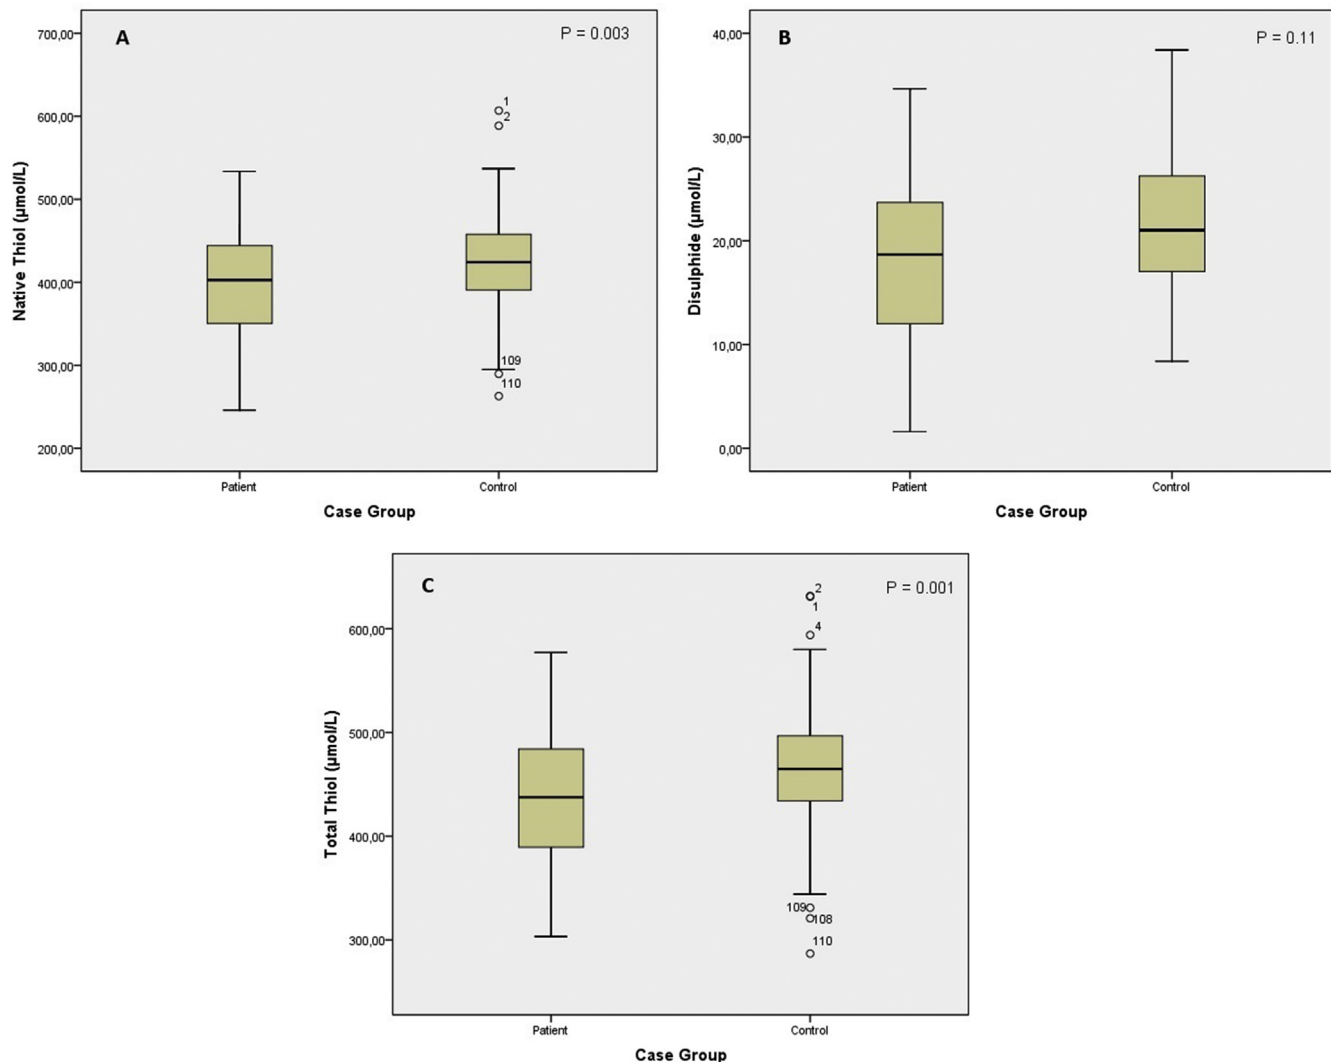 A
P = 0.003
700,00
600,00
500,00
400,00
300,00
200,00
Native Thiol (µmol/L)
1
2
109
110
Patient
Control
Case Group
B
P = 0.11
40,00
30,00
20,00
10,00
0,00
Disulphide (µmol/L)
Patient
Control
Case Group
C
P = 0.001
600,00
500,00
400,00
300,00
Total Thiol (µmol/L)
2
1
4
109
108
110
Patient
Control
Case Group